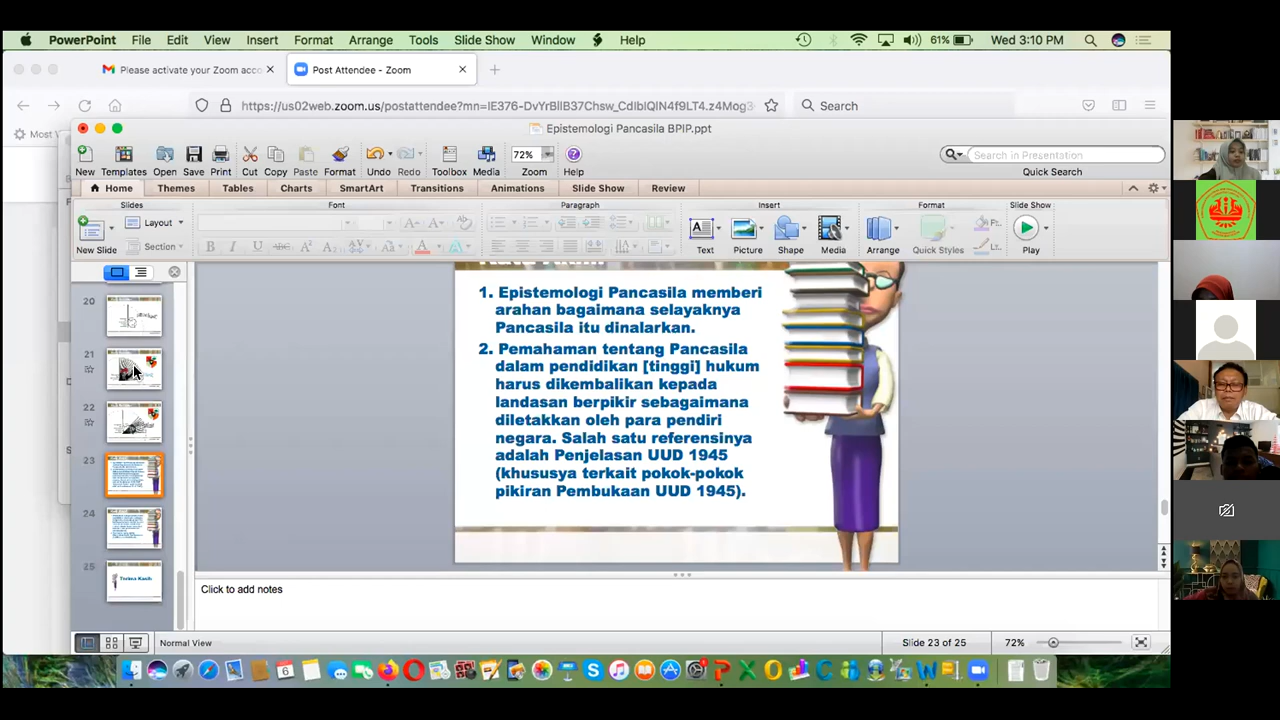 PowerPoint File Edit View Insert Format Arrange Tools Slide Show Window Help 61% Wed 3:10 PM
Please activate your Zoom acco
Post Attendee - Zoom
https://us02web.zoom.us/postattendee?mn=
Search
Most
Epistemologi Pancasila BPIP.ppt
72%
Search in Presentation
New Templates Open Save Print Cut Copy Paste Format Undo Redo Toolbox Media Zoom Help
Quick Search
Home Themes Tables Charts SmartArt Transitions Animations Slide Show Review
Slides Font Paragraph Insert Format Slide Show
Layout
New Slide
Section
B I U ABC
Text Picture Shape Media Arrange Quick Styles Play
1. Epistemologi Pancasila memberi
arahan bagaimana selayaknya
Pancasila itu dinalarkan.
2. Pemahaman tentang Pancasila
dalam pendidikan [tinggi] hukum
harus dikembalikan kepada
landasan berpikir sebagaimana
diletakkan oleh para pendiri
negara. Salah satu referensinya
adalah Penjelasan UUD 1945
(khususya terkait pokok-pokok
pikiran Pembukaan UUD 1945).
20
21
22
23
24
25
Terima Kasih
Click to add notes
Normal View
Slide 23 of 25
72%